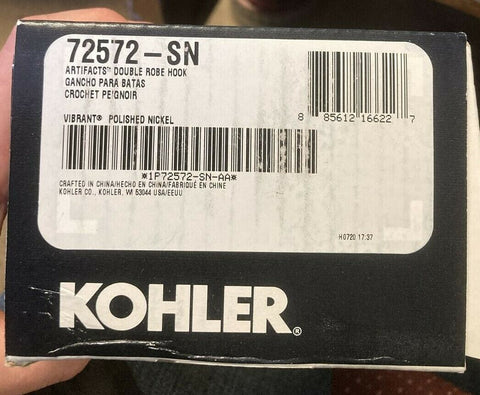 72572-SN
ARTIFACTS™ DOUBLE ROBE HOOK
GANCHO PARA BATAS
CROCHET PEIGNOIR
VIBRANT® POLISHED NICKEL
8 85612 16622 7
*1P72572-SN-AA*
CRAFTED IN CHINA/HECHO EN CHINA/FABRIQUÉ EN CHINE
KOHLER CO., KOHLER, WI 53044 USA/EEUU
H0720 17:37
KOHLER®